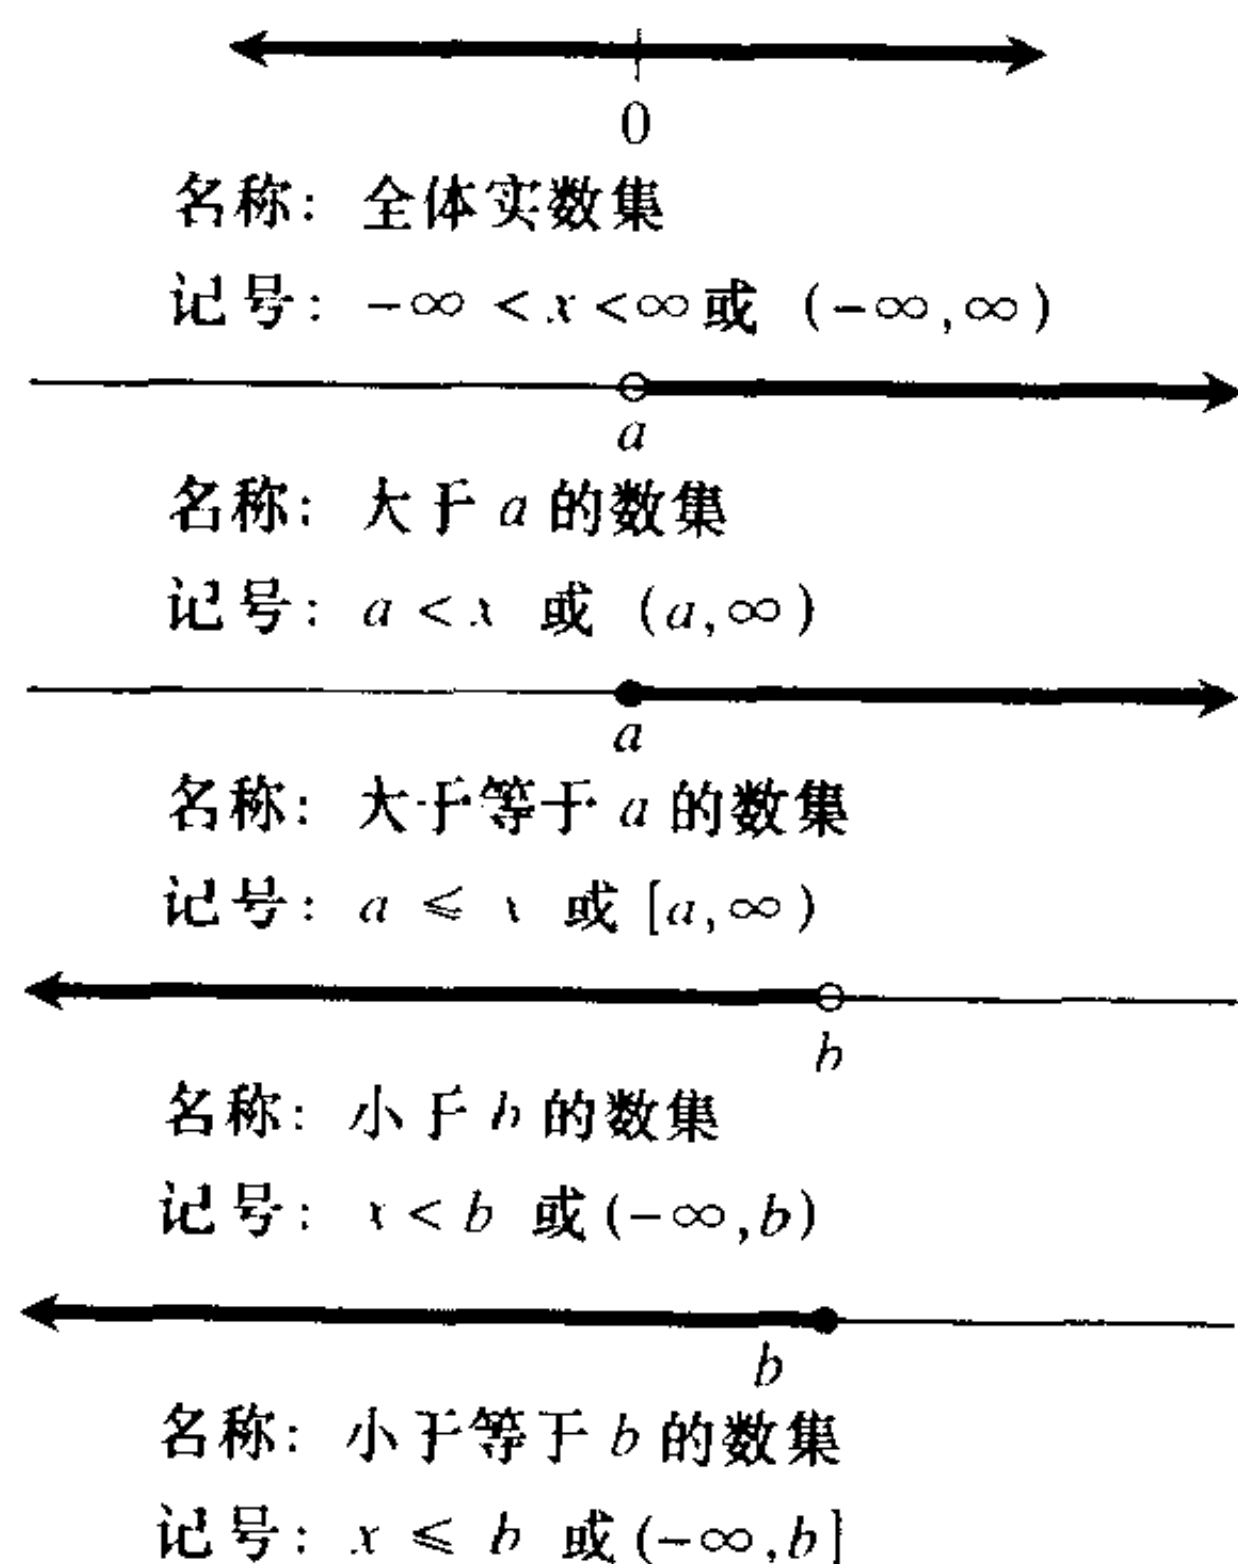 0
名称: 全体实数集
记号: -∞ < x < ∞ 或 (-∞, ∞)
a
名称: 大于 a 的数集
记号: a < x 或 (a, ∞)
a
名称: 大于等于 a 的数集
记号: a ⩽ x 或 [a, ∞)
b
名称: 小于 b 的数集
记号: x < b 或 (-∞, b)
b
名称: 小于等于 b 的数集
记号: x ⩽ b 或 (-∞, b]